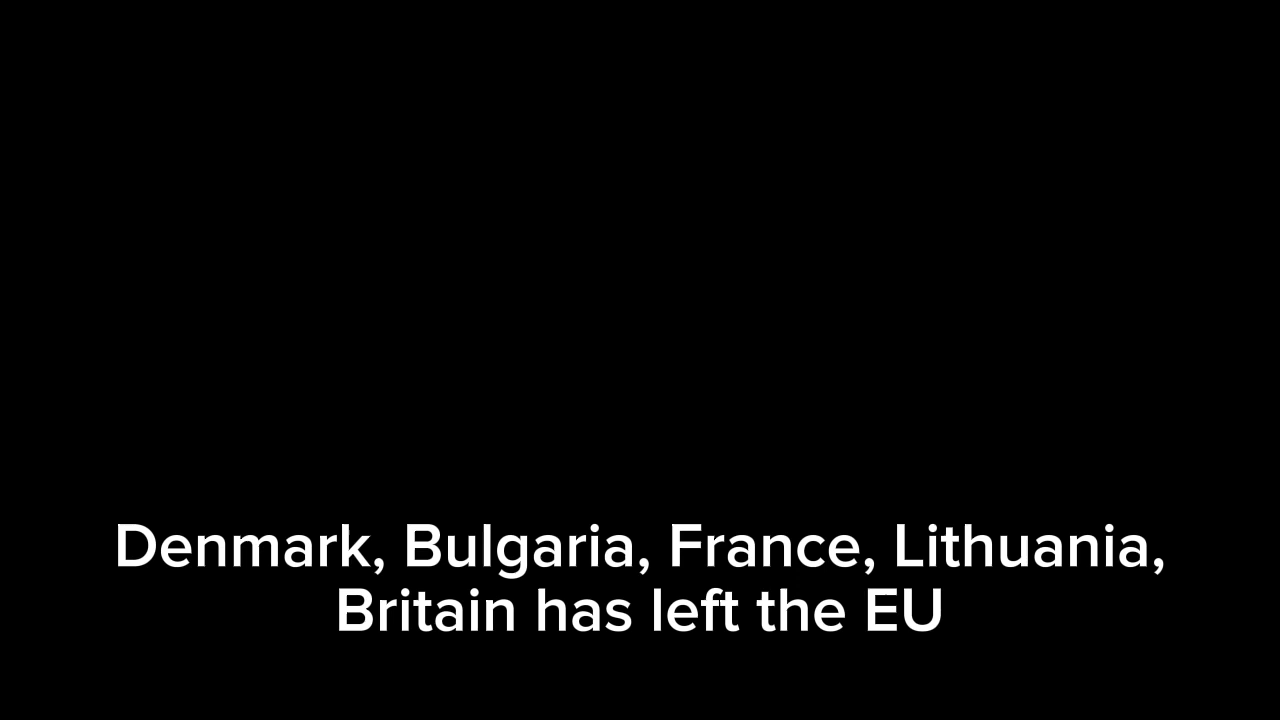 Denmark, Bulgaria, France, Lithuania,
Britain has left the EU